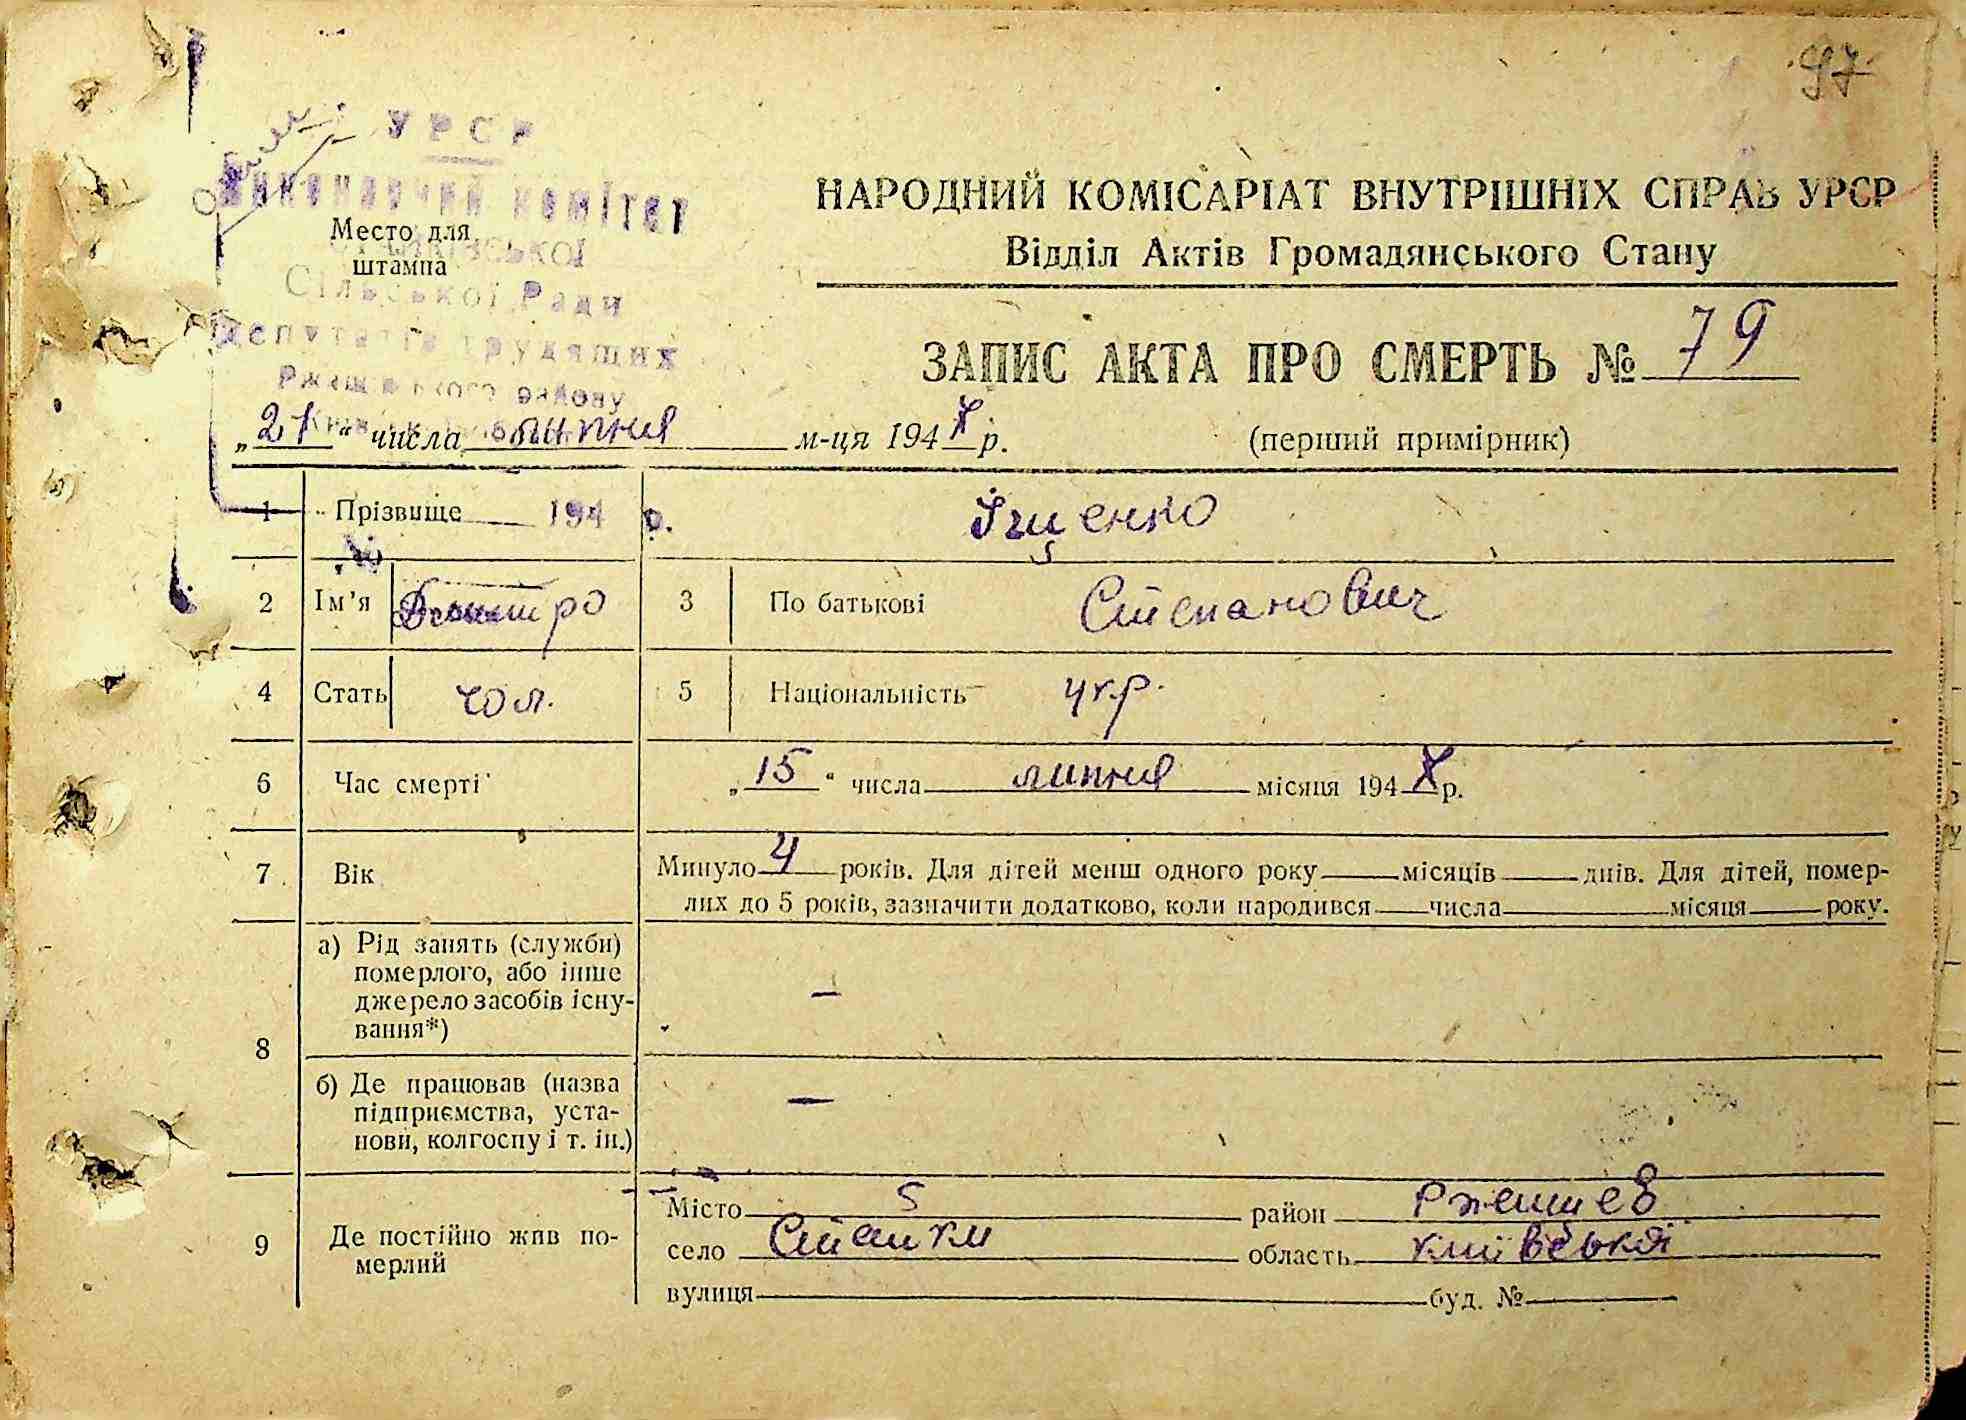 97
УРСР
Виконавчий комітет
Место для
штампа
Сільської Ради
депутатів трудящих
Ржищівського району
НАРОДНИЙ КОМІСАРІАТ ВНУТРІШНІХ СПРАВ УРСР
Відділ Актів Громадянського Стану
ЗАПИС АКТА ПРО СМЕРТЬ № 79
„21“ числа липня м-ця 194 р.
(перший примірник)
1 Прізвище 194 р. Іщенко
2 Ім'я Дмитро 3 По батькові Степанович
4 Стать чол. 5 Національність укр.
6 Час смерті „15“ числа липня місяця 194 р.
7 Вік Минуло 4 років. Для дітей менш одного року місяців днів. Для дітей, помер-
лих до 5 років, зазначити додатково, коли народився числа місяця року.
8 а) Рід занять (служби)
померлого, або інше
джерело засобів існу-
вання*) —
б) Де працював (назва
підприємства, уста-
нови, колгоспу і т. ін.) —
9 Де постійно жив по-
мерлий
Місто район Ржищев
село Стайки область київської
вулиця буд. №